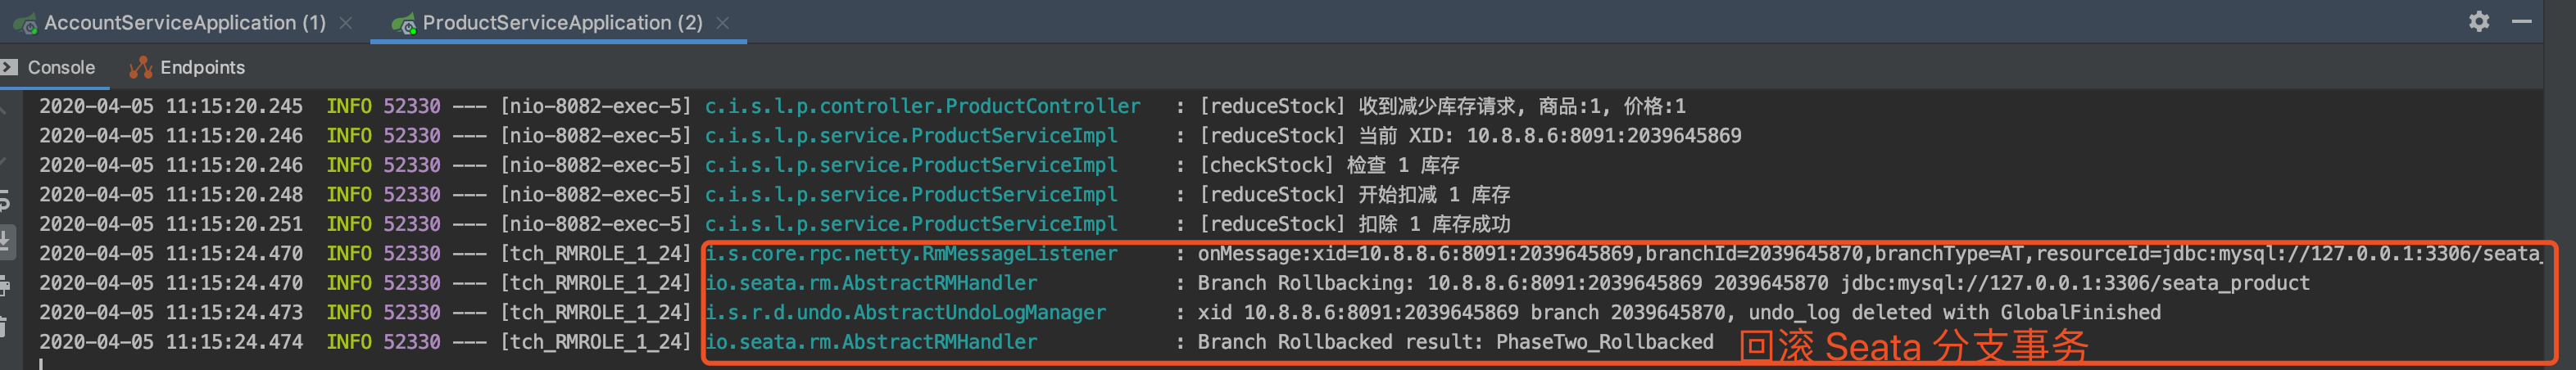 AccountServiceApplication (1)
ProductServiceApplication (2)
Console
Endpoints
2020-04-05 11:15:20.245  INFO 52330 --- [nio-8082-exec-5] c.i.s.l.p.controller.ProductController   : [reduceStock] 收到减少库存请求, 商品:1, 价格:1
2020-04-05 11:15:20.246  INFO 52330 --- [nio-8082-exec-5] c.i.s.l.p.service.ProductServiceImpl     : [reduceStock] 当前 XID: 10.8.8.6:8091:2039645869
2020-04-05 11:15:20.246  INFO 52330 --- [nio-8082-exec-5] c.i.s.l.p.service.ProductServiceImpl     : [checkStock] 检查 1 库存
2020-04-05 11:15:20.248  INFO 52330 --- [nio-8082-exec-5] c.i.s.l.p.service.ProductServiceImpl     : [reduceStock] 开始扣减 1 库存
2020-04-05 11:15:20.251  INFO 52330 --- [nio-8082-exec-5] c.i.s.l.p.service.ProductServiceImpl     : [reduceStock] 扣除 1 库存成功
2020-04-05 11:15:24.470  INFO 52330 --- [tch_RMROLE_1_24] i.s.core.rpc.netty.RmMessageListener     : onMessage:xid=10.8.8.6:8091:2039645869,branchId=2039645870,branchType=AT,resourceId=jdbc:mysql://127.0.0.1:3306/seata_
2020-04-05 11:15:24.470  INFO 52330 --- [tch_RMROLE_1_24] io.seata.rm.AbstractRMHandler            : Branch Rollbacking: 10.8.8.6:8091:2039645869 2039645870 jdbc:mysql://127.0.0.1:3306/seata_product
2020-04-05 11:15:24.473  INFO 52330 --- [tch_RMROLE_1_24] i.s.r.d.undo.AbstractUndoLogManager      : xid 10.8.8.6:8091:2039645869 branch 2039645870, undo_log deleted with GlobalFinished
2020-04-05 11:15:24.474  INFO 52330 --- [tch_RMROLE_1_24] io.seata.rm.AbstractRMHandler            : Branch Rollbacked result: PhaseTwo_Rollbacked
回滚 Seata 分支事务